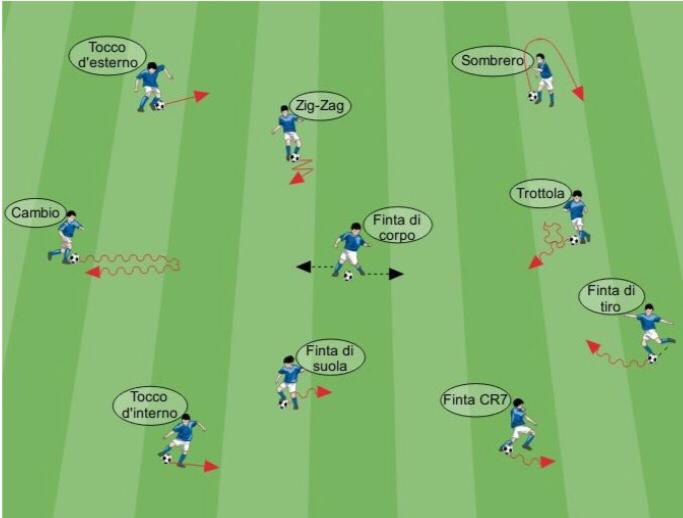 Tocco
d'esterno
Sombrero
Zig-Zag
Trottola
Cambio
Finta di
corpo
Finta di
tiro
Finta di
suola
Tocco
d'interno
Finta CR7